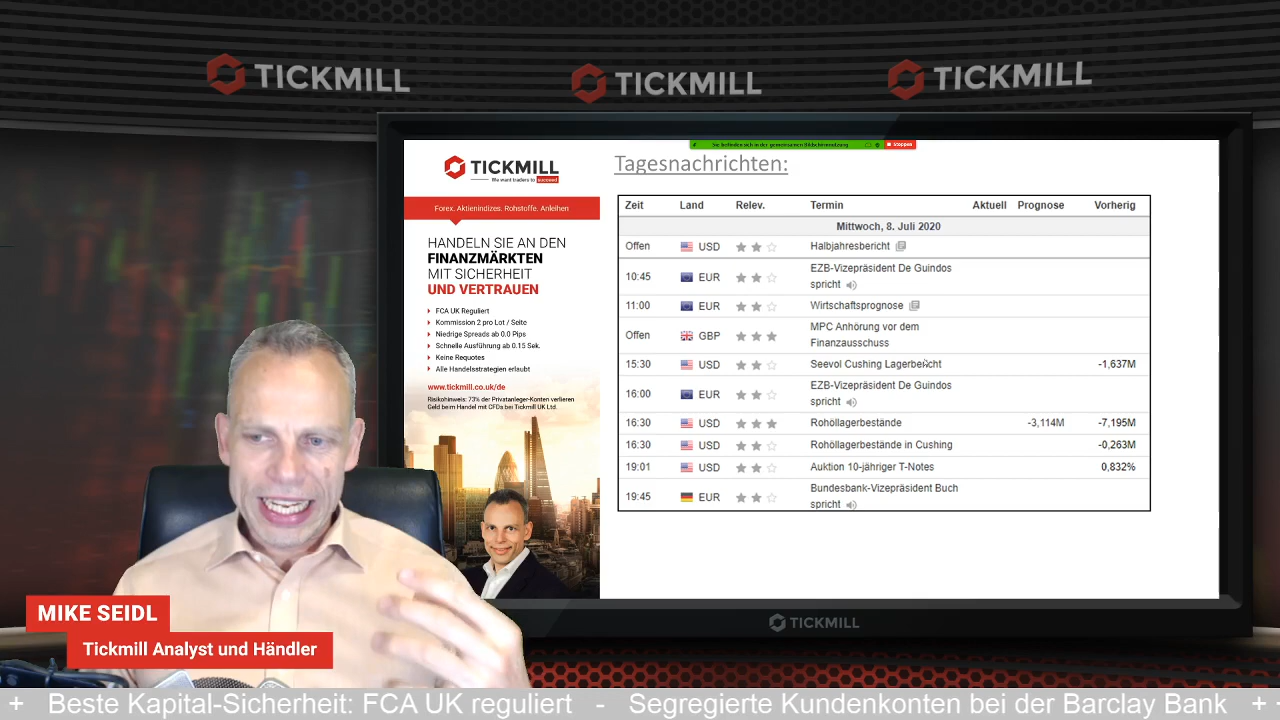 TICKMILL
TICKMILL
TICKMILL
Sie befinden sich in der gemeinsamen Bildschirmnutzung
Stoppen
TICKMILL
We want traders to succeed
Forex. Aktienindizes. Rohstoffe. Anleihen
HANDELN SIE AN DEN
FINANZMÄRKTEN
MIT SICHERHEIT
UND VERTRAUEN
FCA UK Reguliert
Kommission 2 pro Lot / Seite
Niedrige Spreads ab 0.0 Pips
Schnelle Ausführung ab 0.15 Sek.
Keine Requotes
Alle Handelsstrategien erlaubt
www.tickmill.co.uk/de
Risikohinweis: 73% der Privatanleger-Konten verlieren
Geld beim Handel mit CFDs bei Tickmill UK Ltd.
Tagesnachrichten:
Zeit Land Relev. Termin Aktuell Prognose Vorherig
Mittwoch, 8. Juli 2020
Offen USD Halbjahresbericht
10:45 EUR EZB-Vizepräsident De Guindos
spricht
11:00 EUR Wirtschaftsprognose
Offen GBP MPC Anhörung vor dem
Finanzausschuss
15:30 USD Seevol Cushing Lagerbericht -1,637M
16:00 EUR EZB-Vizepräsident De Guindos
spricht
16:30 USD Rohöllagerbestände -3,114M -7,195M
16:30 USD Rohöllagerbestände in Cushing -0,263M
19:01 USD Auktion 10-jähriger T-Notes 0,832%
19:45 EUR Bundesbank-Vizepräsident Buch
spricht
TICKMILL
MIKE SEIDL
Tickmill Analyst und Händler
+ Beste Kapital-Sicherheit: FCA UK reguliert - Segregierte Kundenkonten bei der Barclay Bank +